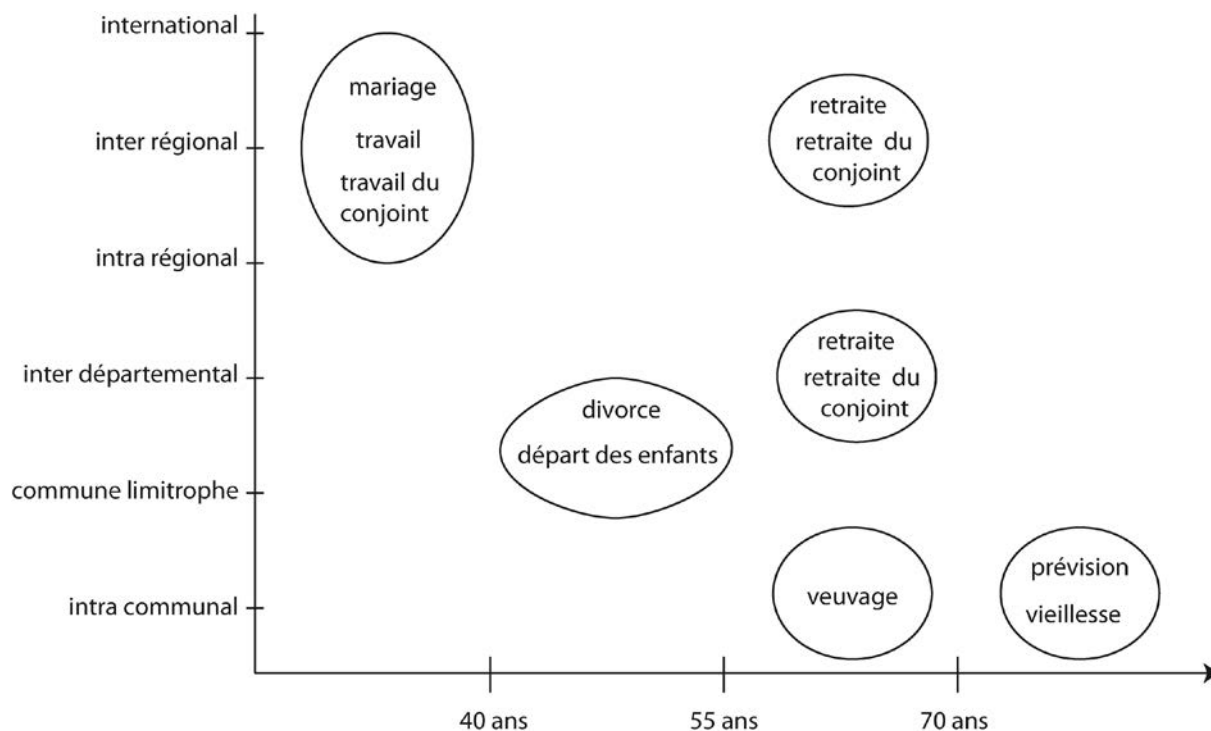 international
inter régional
intra régional
inter départemental
commune limitrophe
intra communal
mariage
travail
travail du
conjoint
retraite
retraite du
conjoint
retraite
retraite du
conjoint
divorce
départ des enfants
veuvage
prévision
vieillesse
40 ans
55 ans
70 ans